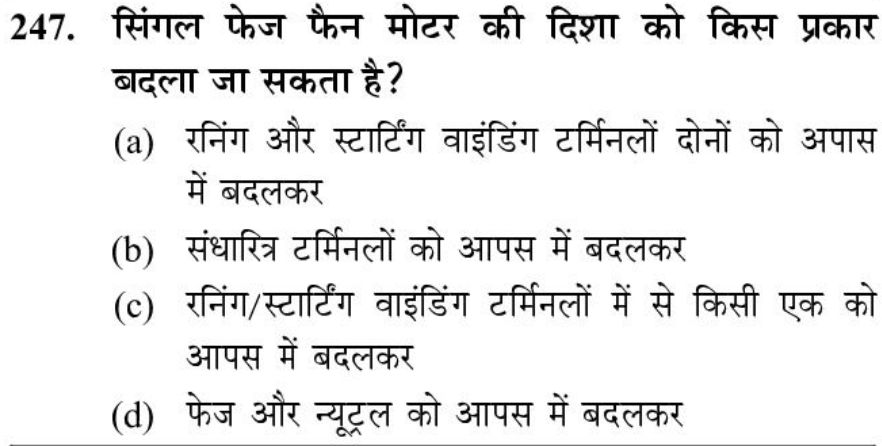 247. सिंगल फेज फैन मोटर की दिशा को किस प्रकार
बदला जा सकता है?
(a) रनिंग और स्टार्टिंग वाइंडिंग टर्मिनलों दोनों को अपास
में बदलकर
(b) संधारित्र टर्मिनलों को आपस में बदलकर
(c) रनिंग/स्टार्टिंग वाइंडिंग टर्मिनलों में से किसी एक को
आपस में बदलकर
(d) फेज और न्यूट्रल को आपस में बदलकर